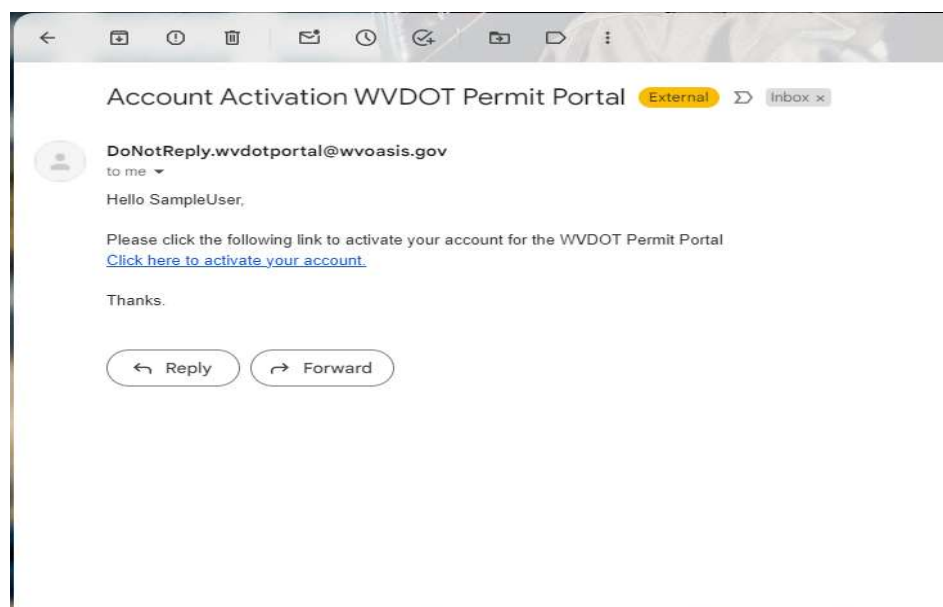 Account Activation WVDOT Permit Portal External Inbox ×
DoNotReply.wvdotportal@wvoasis.gov
to me
Hello SampleUser,
Please click the following link to activate your account for the WVDOT Permit Portal
Click here to activate your account.
Thanks.
Reply Forward